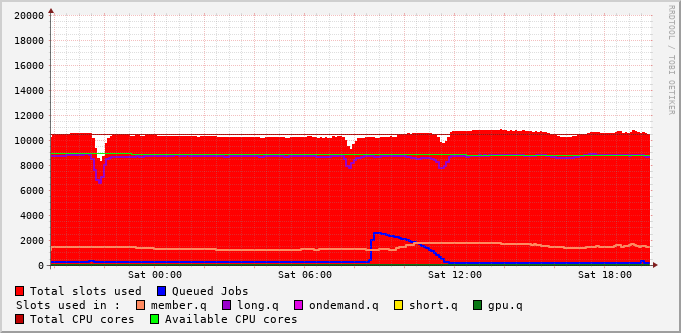 RRDTOOL / TOBI OETIKER
20000
18000
16000
14000
12000
10000
8000
6000
4000
2000
0
Sat 00:00 Sat 06:00 Sat 12:00 Sat 18:00
Total slots used Queued Jobs
Slots used in : member.q long.q ondemand.q short.q gpu.q
Total CPU cores Available CPU cores